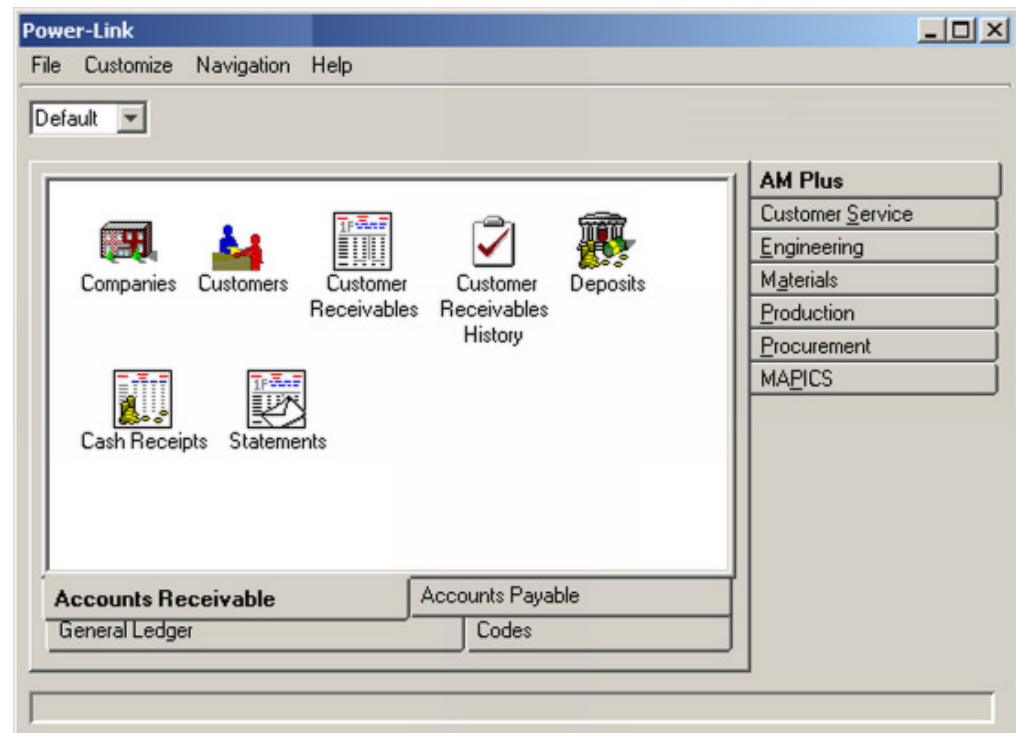 Power-Link
File Customize Navigation Help
Default
AM Plus
Customer Service
Engineering
Materials
Production
Procurement
MAPICS
Companies Customers Customer Customer Deposits
Receivables Receivables
History
Cash Receipts Statements
Accounts Receivable Accounts Payable
General Ledger Codes